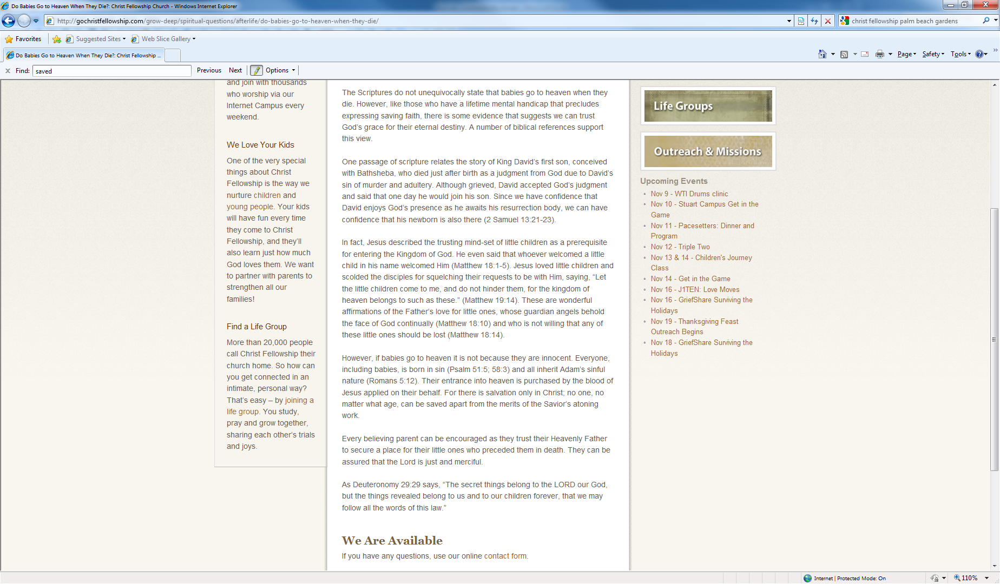 Do Babies Go to Heaven When They Die?: Christ Fellowship Church - Windows Internet Explorer
http://gochristfellowship.com/grow-deep/spiritual-questions/afterlife/do-babies-go-to-heaven-when-they-die/
christ fellowship palm beach gardens
Favorites
Suggested Sites
Web Slice Gallery
Do Babies Go to Heaven When They Die?: Christ Fellowship ...
Page
Safety
Tools
Find:
saved
Previous
Next
Options
and join with thousands
who worship via our
Internet Campus every
weekend.
We Love Your Kids
One of the very special
things about Christ
Fellowship is the way we
nurture children and
young people. Your kids
will have fun every time
they come to Christ
Fellowship, and they'll
also learn just how much
God loves them. We want
to partner with parents to
strengthen all our
families!
Find a Life Group
More than 20,000 people
call Christ Fellowship their
church home. So how can
you get connected in an
intimate, personal way?
That's easy – by joining a
life group. You study,
pray and grow together,
sharing each other's trials
and joys.
The Scriptures do not unequivocally state that babies go to heaven when they
die. However, like those who have a lifetime mental handicap that precludes
expressing saving faith, there is some evidence that suggests we can trust
God's grace for their eternal destiny. A number of biblical references support
this view.
One passage of scripture relates the story of King David's first son, conceived
with Bathsheba, who died just after birth as a judgment from God due to David's
sin of murder and adultery. Although grieved, David accepted God's judgment
and said that one day he would join his son. Since we have confidence that
David enjoys God's presence as he awaits his resurrection body, we can have
confidence that his newborn is also there (2 Samuel 13:21-23).
In fact, Jesus described the trusting mind-set of little children as a prerequisite
for entering the Kingdom of God. He even said that whoever welcomed a little
child in his name welcomed Him (Matthew 18:1-5). Jesus loved little children and
scolded the disciples for squelching their requests to be with Him, saying, “Let
the little children come to me, and do not hinder them, for the kingdom of
heaven belongs to such as these.” (Matthew 19:14). These are wonderful
affirmations of the Father's love for little ones, whose guardian angels behold
the face of God continually (Matthew 18:10) and who is not willing that any of
these little ones should be lost (Matthew 18:14).
However, if babies go to heaven it is not because they are innocent. Everyone,
including babies, is born in sin (Psalm 51:5; 58:3) and all inherit Adam's sinful
nature (Romans 5:12). Their entrance into heaven is purchased by the blood of
Jesus applied on their behalf. For there is salvation only in Christ; no one, no
matter what age, can be saved apart from the merits of the Savior's atoning
work.
Every believing parent can be encouraged as they trust their Heavenly Father
to secure a place for their little ones who preceded them in death. They can be
assured that the Lord is just and merciful.
As Deuteronomy 29:29 says, “The secret things belong to the LORD our God,
but the things revealed belong to us and to our children forever, that we may
follow all the words of this law.”
We Are Available
If you have any questions, use our online contact form.
Life Groups
Outreach & Missions
Upcoming Events
Nov 9 - WTI Drums clinic
Nov 10 - Stuart Campus Get in the
Game
Nov 11 - Pacesetters: Dinner and
Program
Nov 12 - Triple Two
Nov 13 & 14 - Children's Journey
Class
Nov 14 - Get in the Game
Nov 16 - J1TEN: Love Moves
Nov 16 - GriefShare Surviving the
Holidays
Nov 19 - Thanksgiving Feast
Outreach Begins
Nov 18 - GriefShare Surviving the
Holidays
Internet | Protected Mode: On
110%